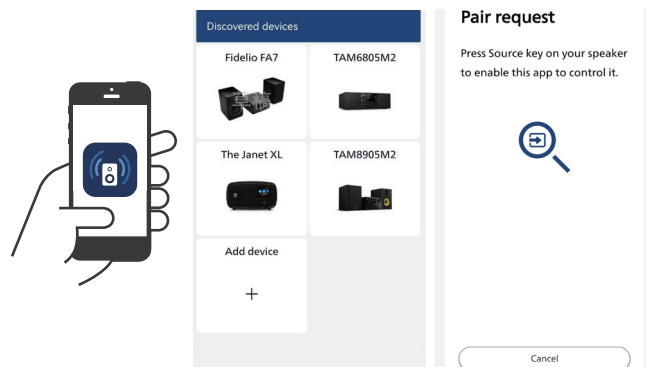 Discovered devices
Fidelio FA7
TAM6805M2
The Janet XL
TAM8905M2
Add device
Pair request
Press Source key on your speaker
to enable this app to control it.
Cancel